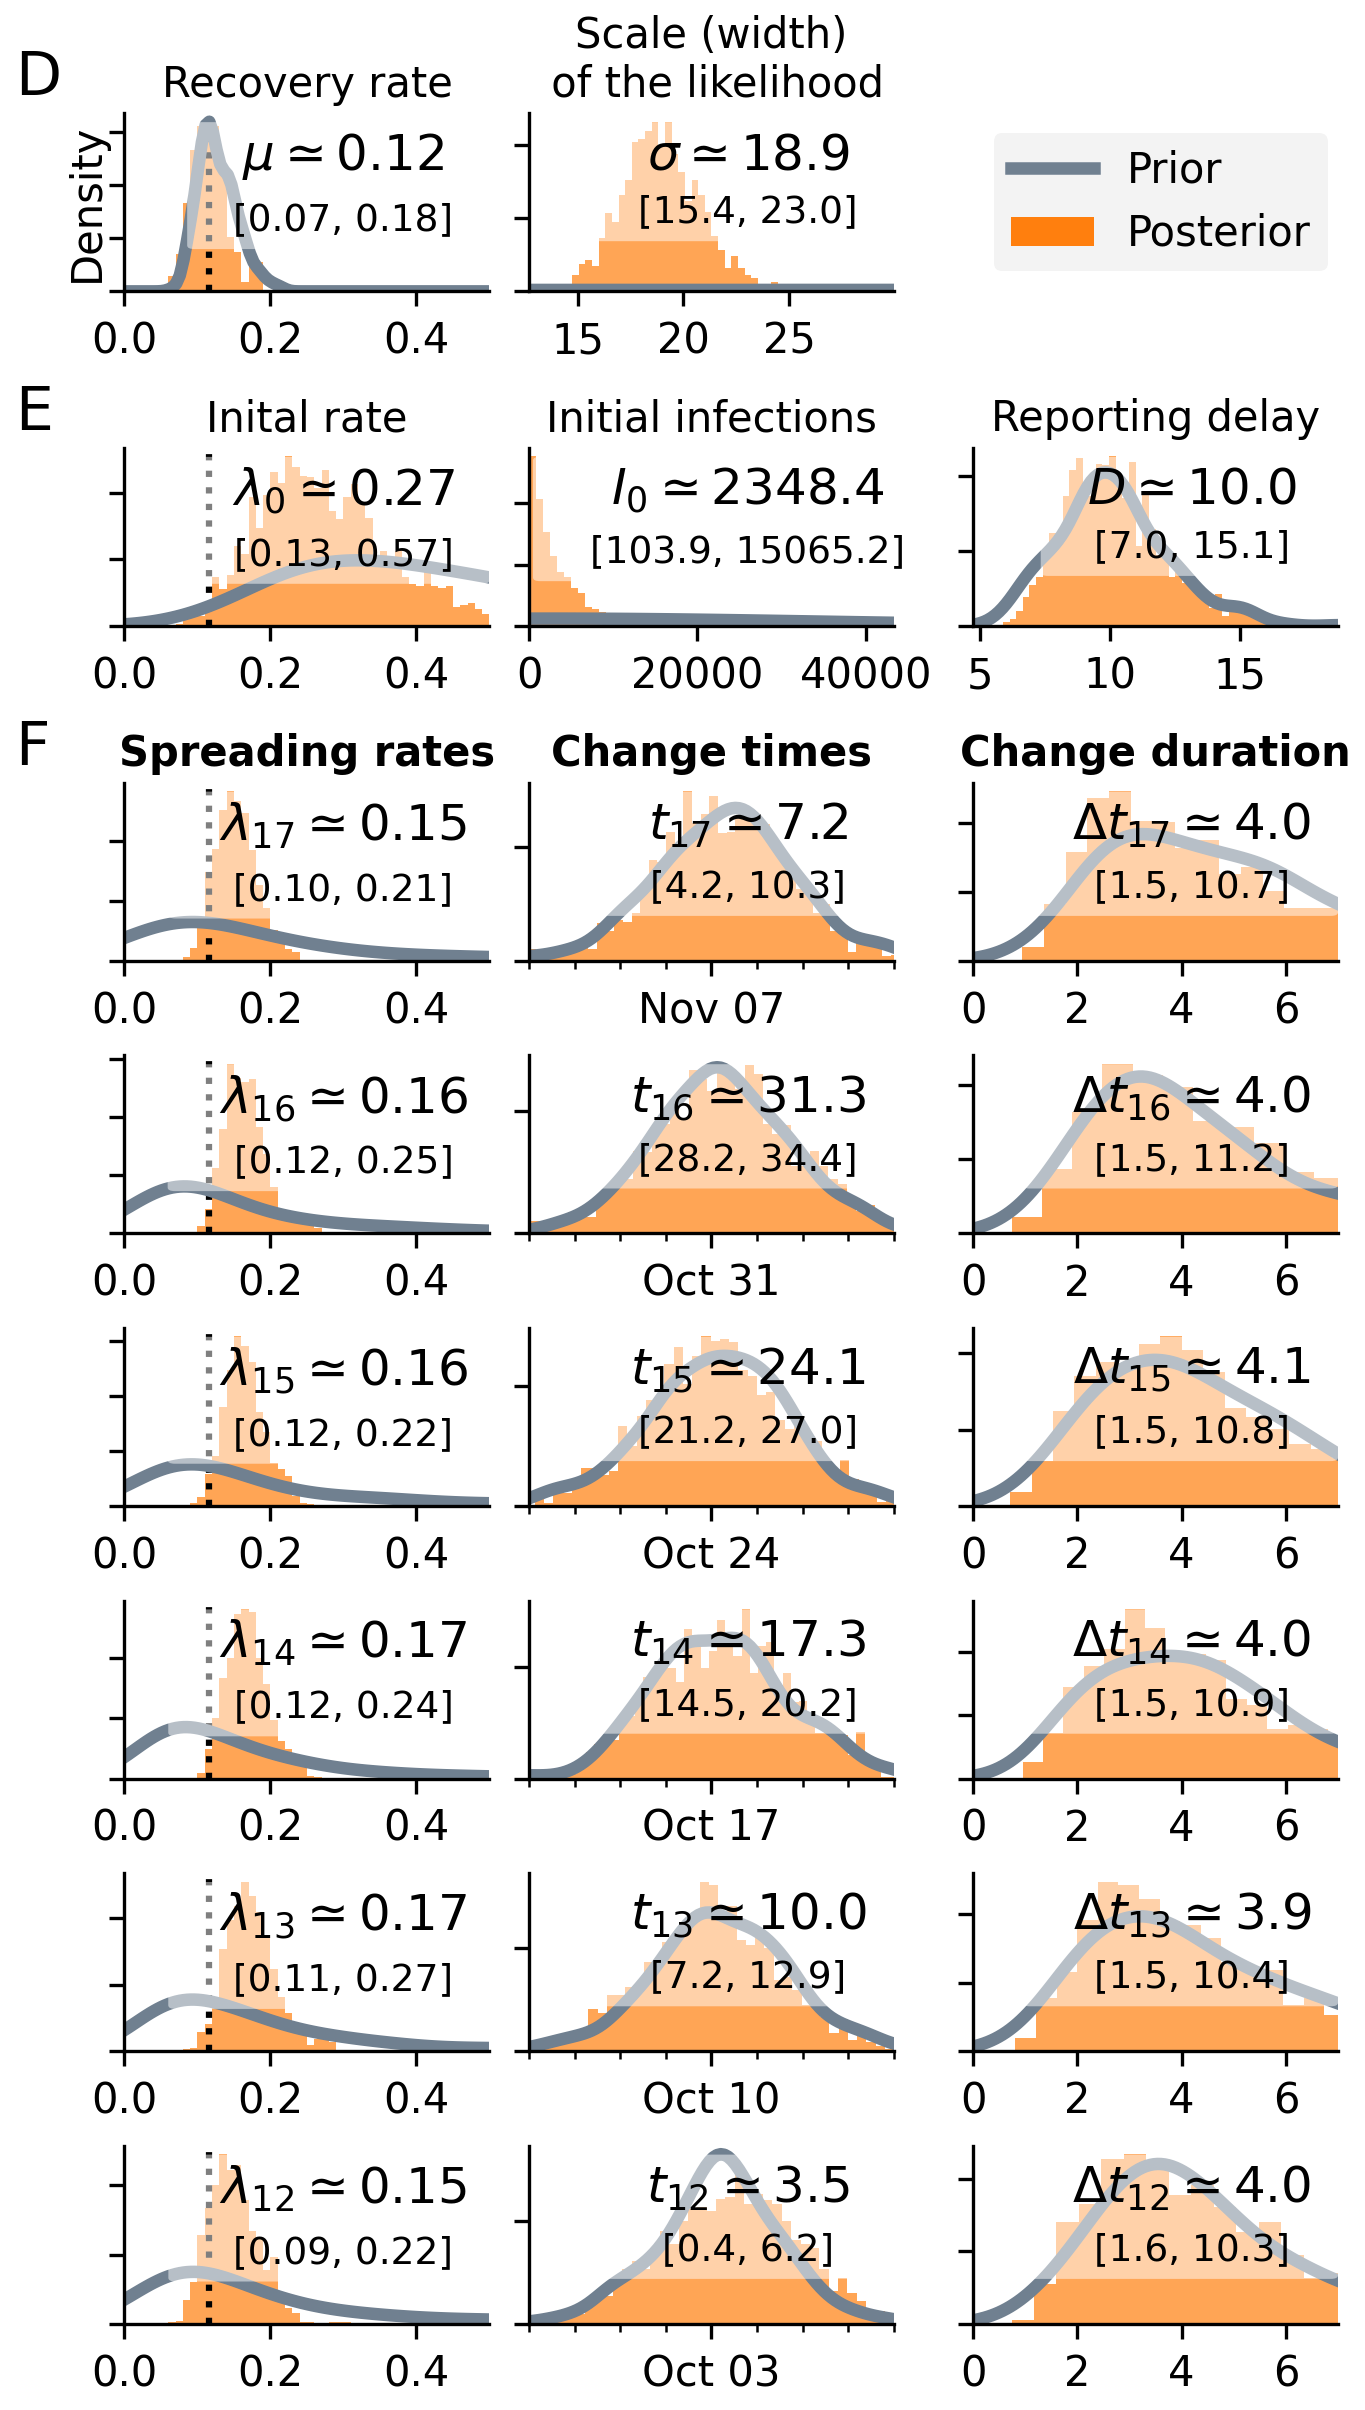 D
Recovery rate
Scale (width)
of the likelihood
Density
μ ≃ 0.12
[0.07, 0.18]
0.0 0.2 0.4
σ ≃ 18.9
[15.4, 23.0]
15 20 25
Prior
Posterior
E
Inital rate
λ0 ≃ 0.27
[0.13, 0.57]
0.0 0.2 0.4
Initial infections
I0 ≃ 2348.4
[103.9, 15065.2]
0 20000 40000
Reporting delay
D ≃ 10.0
[7.0, 15.1]
5 10 15
F
Spreading rates
Change times
Change duration
λ17 ≃ 0.15
[0.10, 0.21]
0.0 0.2 0.4
t17 ≃ 7.2
[4.2, 10.3]
Nov 07
Δt17 ≃ 4.0
[1.5, 10.7]
0 2 4 6
λ16 ≃ 0.16
[0.12, 0.25]
0.0 0.2 0.4
t16 ≃ 31.3
[28.2, 34.4]
Oct 31
Δt16 ≃ 4.0
[1.5, 11.2]
0 2 4 6
λ15 ≃ 0.16
[0.12, 0.22]
0.0 0.2 0.4
t15 ≃ 24.1
[21.2, 27.0]
Oct 24
Δt15 ≃ 4.1
[1.5, 10.8]
0 2 4 6
λ14 ≃ 0.17
[0.12, 0.24]
0.0 0.2 0.4
t14 ≃ 17.3
[14.5, 20.2]
Oct 17
Δt14 ≃ 4.0
[1.5, 10.9]
0 2 4 6
λ13 ≃ 0.17
[0.11, 0.27]
0.0 0.2 0.4
t13 ≃ 10.0
[7.2, 12.9]
Oct 10
Δt13 ≃ 3.9
[1.5, 10.4]
0 2 4 6
λ12 ≃ 0.15
[0.09, 0.22]
0.0 0.2 0.4
t12 ≃ 3.5
[0.4, 6.2]
Oct 03
Δt12 ≃ 4.0
[1.6, 10.3]
0 2 4 6